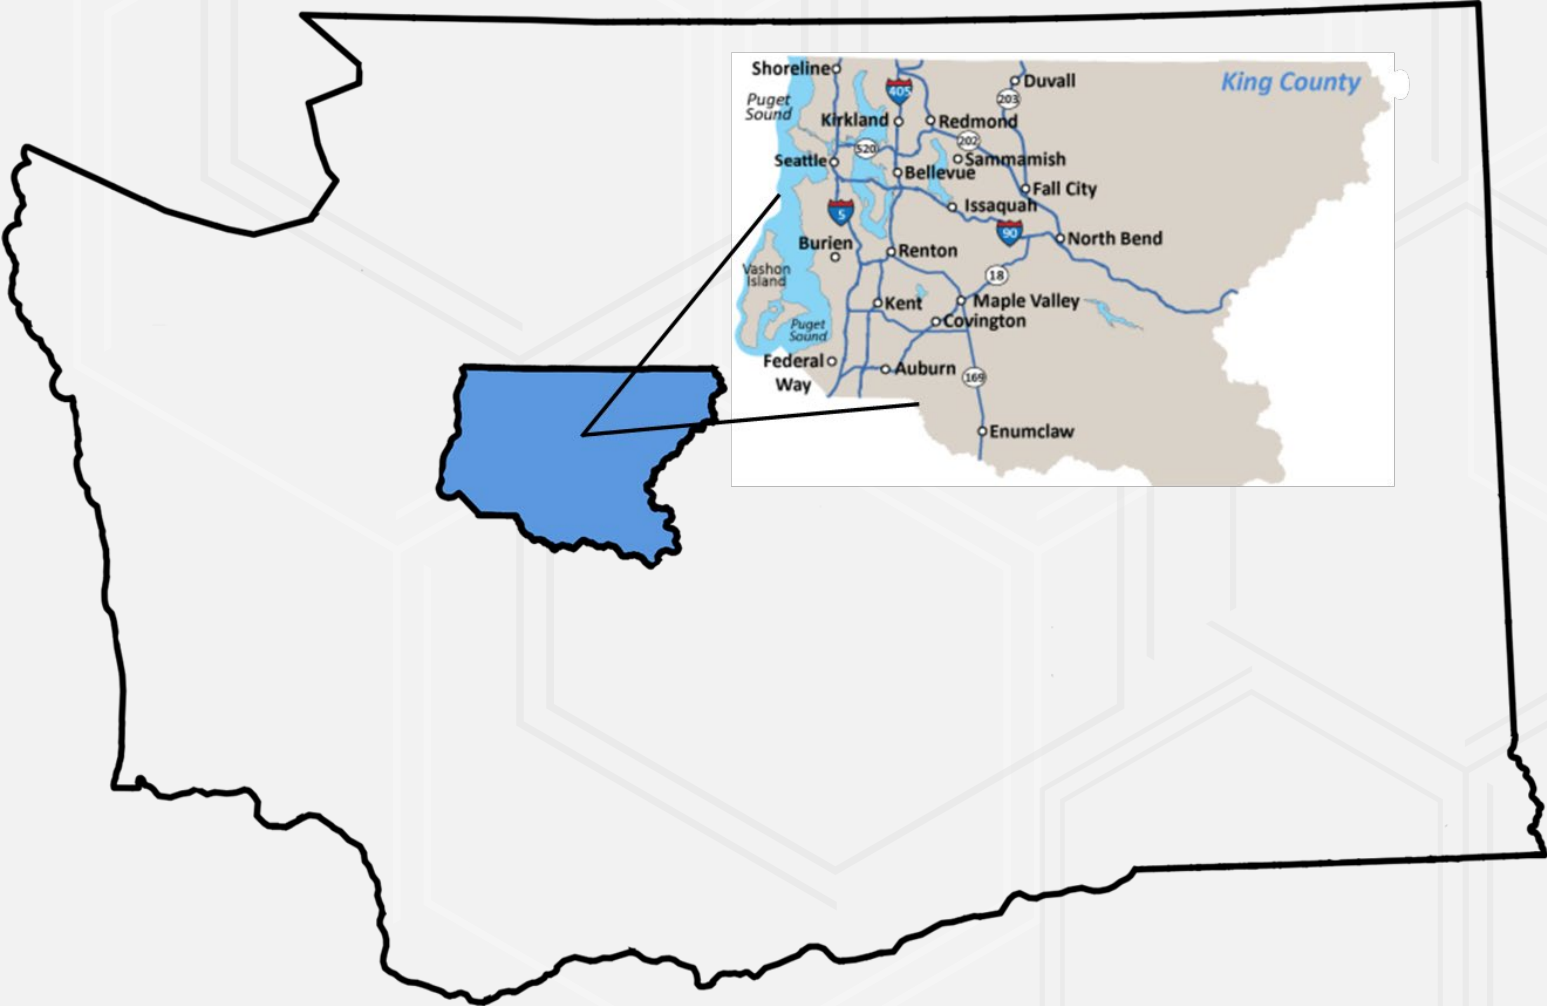 Shoreline
Duvall
King County
405
203
Puget
Sound
Kirkland
Redmond
202
520
Seattle
Sammamish
Bellevue
Fall City
Issaquah
5
90
North Bend
Burien
Renton
Vashon
Island
18
Kent
Maple Valley
Covington
Puget
Sound
Federal
Way
Auburn
169
Enumclaw